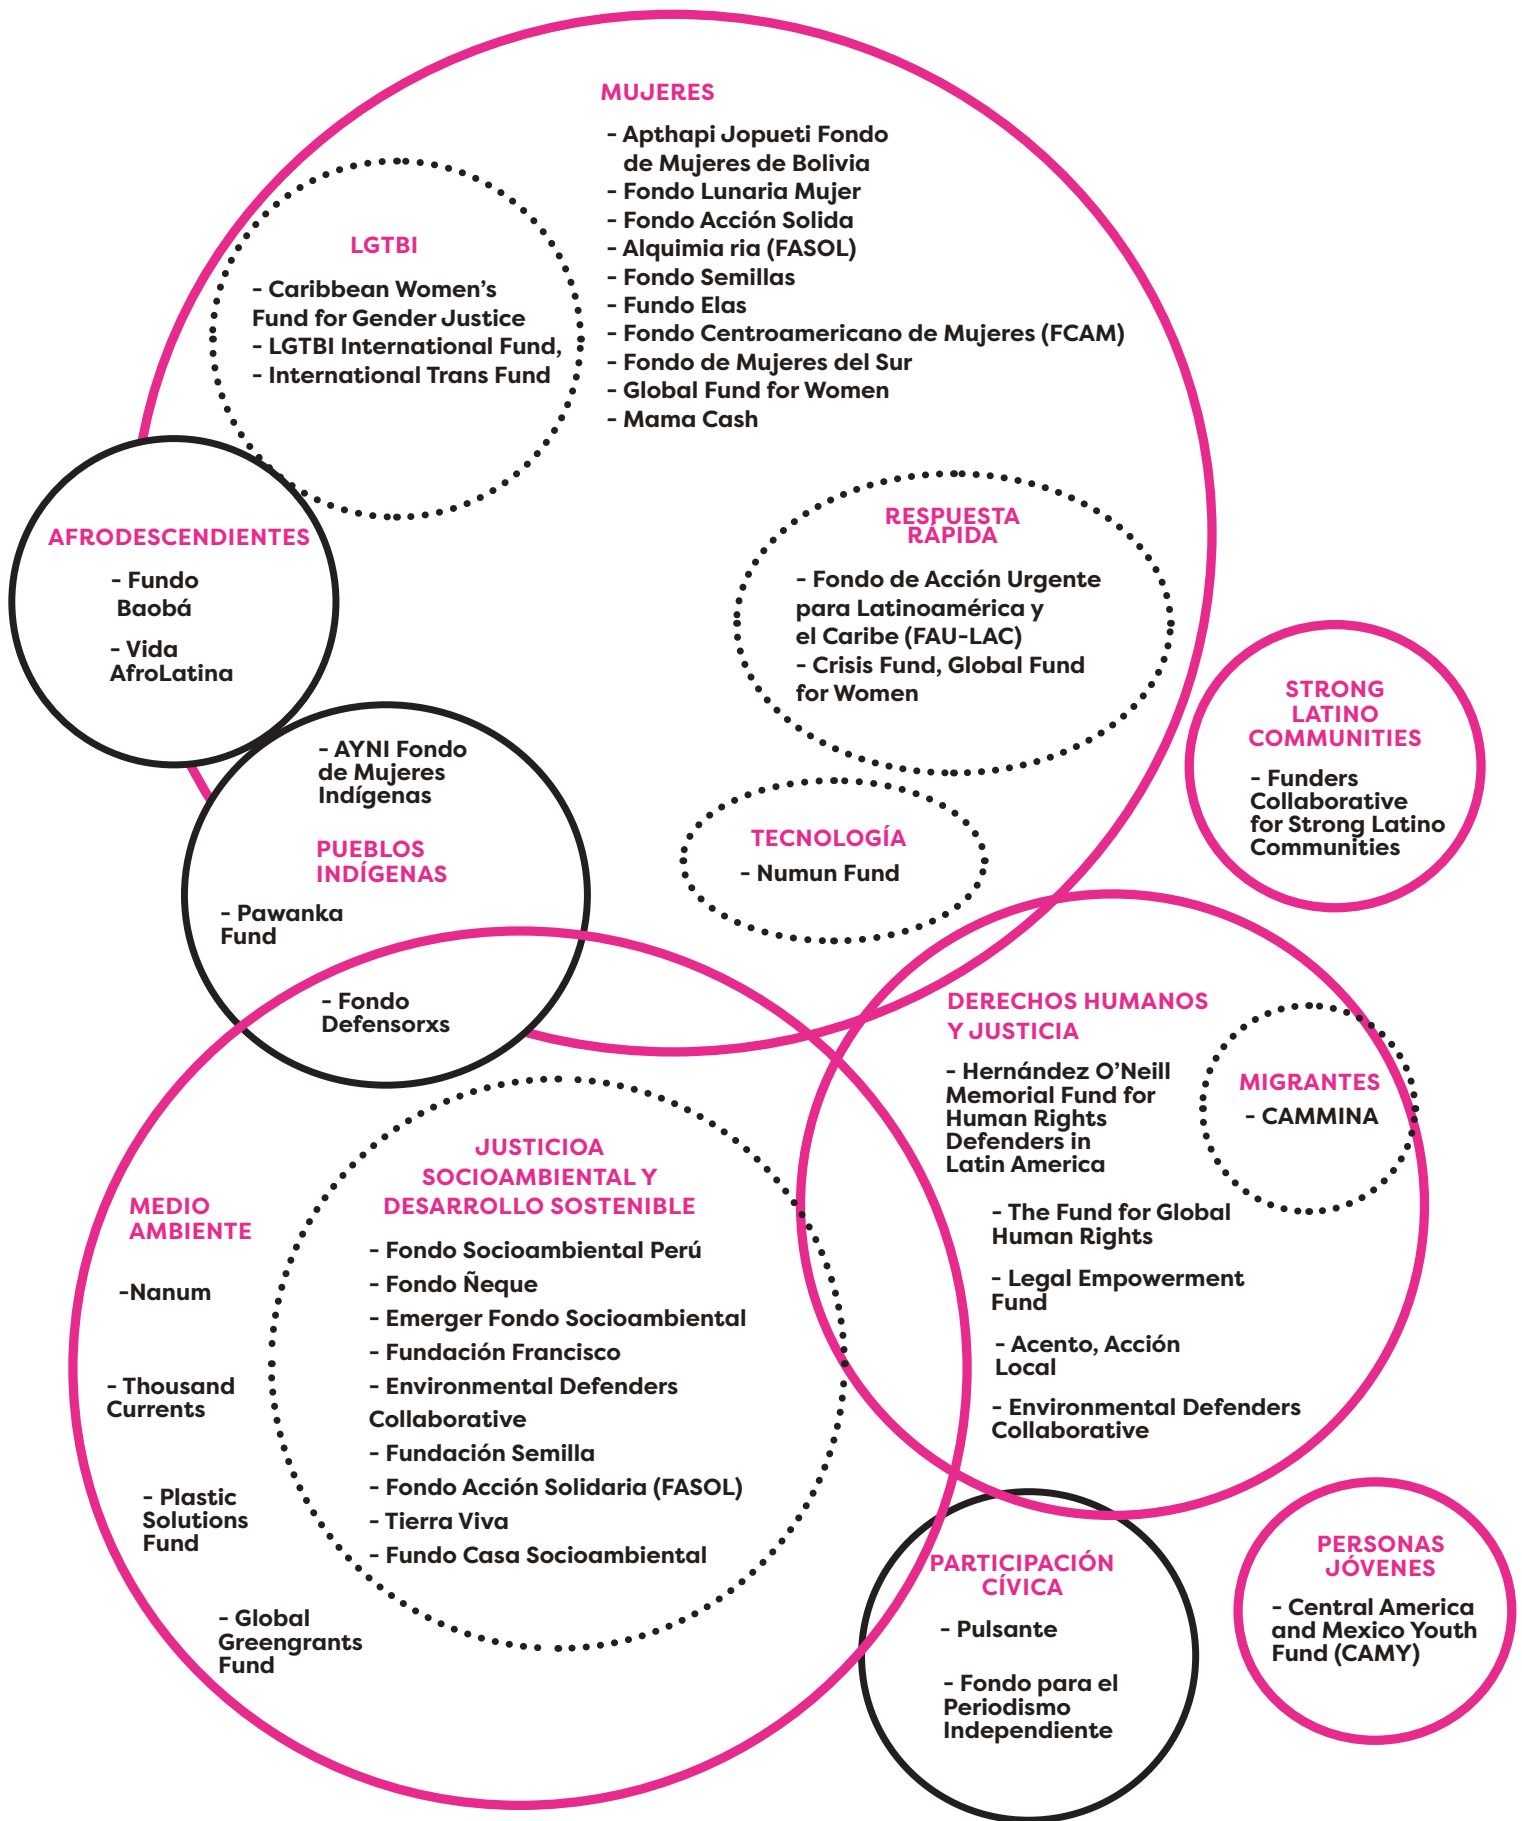 MUJERES
- Apthapi Jopueti Fondo
de Mujeres de Bolivia
- Fondo Lunaria Mujer
- Fondo Acción Solida
- Alquimia ria (FASOL)
- Fondo Semillas
- Fundo Elas
- Fondo Centroamericano de Mujeres (FCAM)
- Fondo de Mujeres del Sur
- Global Fund for Women
- Mama Cash
LGTBI
- Caribbean Women's
Fund for Gender Justice
- LGTBI International Fund,
- International Trans Fund
AFRODESCENDIENTES
- Fundo
Baobá
- Vida
AfroLatina
RESPUESTA
RÁPIDA
- Fondo de Acción Urgente
para Latinoamérica y
el Caribe (FAU-LAC)
- Crisis Fund, Global Fund
for Women
STRONG
LATINO
COMMUNITIES
- Funders
Collaborative
for Strong Latino
Communities
- AYNI Fondo
de Mujeres
Indígenas
PUEBLOS
INDÍGENAS
- Pawanka
Fund
- Fondo
Defensorxs
TECNOLOGÍA
- Numun Fund
DERECHOS HUMANOS
Y JUSTICIA
- Hernández O'Neill
Memorial Fund for
Human Rights
Defenders in
Latin America
- The Fund for Global
Human Rights
- Legal Empowerment
Fund
- Acento, Acción
Local
- Environmental Defenders
Collaborative
MIGRANTES
- CAMMINA
MEDIO
AMBIENTE
-Nanum
- Thousand
Currents
- Plastic
Solutions
Fund
- Global
Greengrants
Fund
JUSTICIOA
SOCIOAMBIENTAL Y
DESARROLLO SOSTENIBLE
- Fondo Socioambiental Perú
- Fondo Ñeque
- Emerger Fondo Socioambiental
- Fundación Francisco
- Environmental Defenders
Collaborative
- Fundación Semilla
- Fondo Acción Solidaria (FASOL)
- Tierra Viva
- Fundo Casa Socioambiental
PARTICIPACIÓN
CÍVICA
- Pulsante
- Fondo para el
Periodismo
Independiente
PERSONAS
JÓVENES
- Central America
and Mexico Youth
Fund (CAMY)